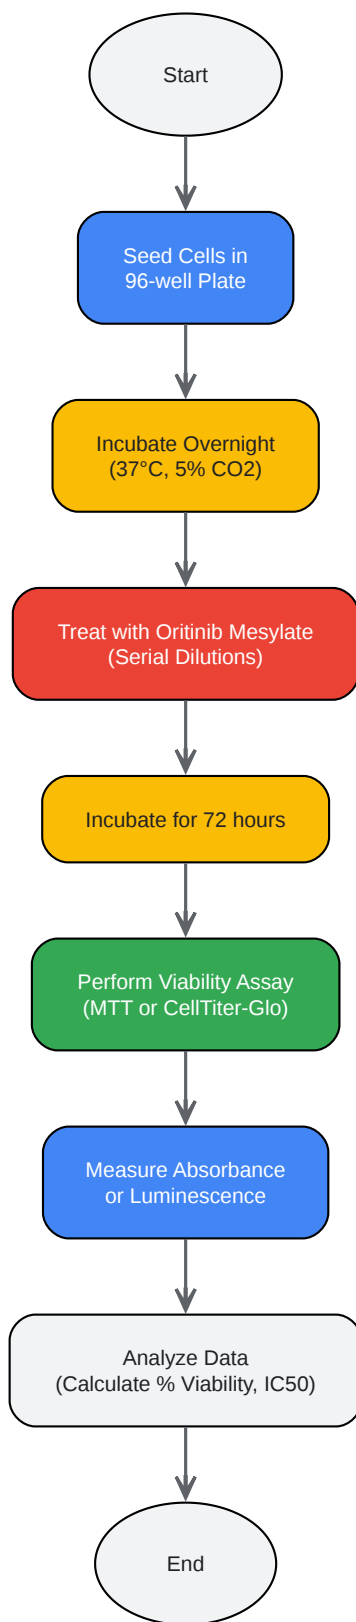 Start
Seed Cells in
96-well Plate
Incubate Overnight
(37°C, 5% CO2)
Treat with Oritinib Mesylate
(Serial Dilutions)
Incubate for 72 hours
Perform Viability Assay
(MTT or CellTiter-Glo)
Measure Absorbance
or Luminescence
Analyze Data
(Calculate % Viability, IC50)
End